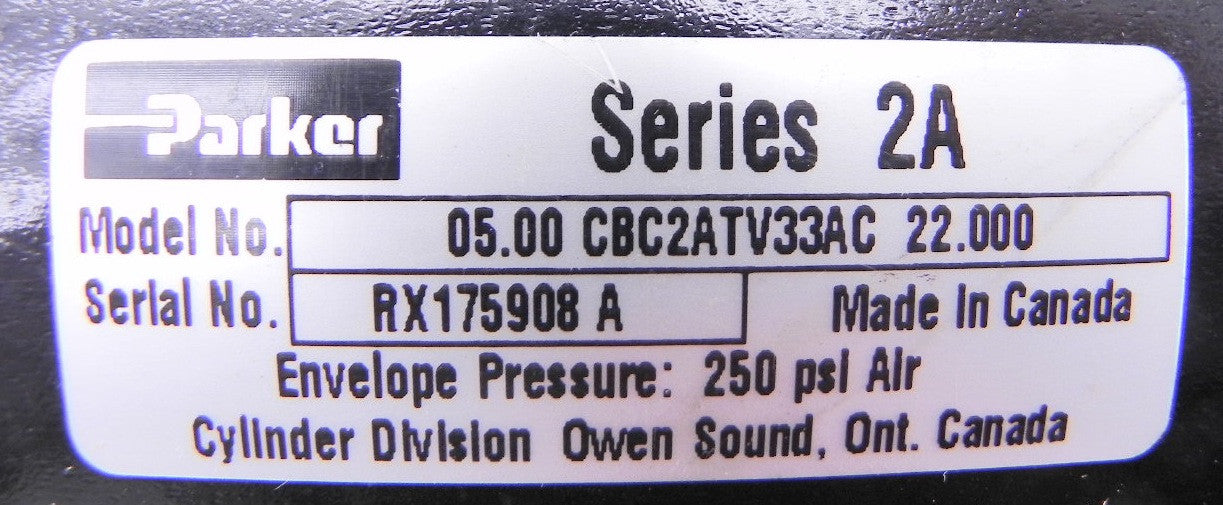 Parker Series 2A
Model No. 05.00 CBC2ATV33AC 22.000
Serial No. RX175908 A Made In Canada
Envelope Pressure: 250 psi Air
Cylinder Division Owen Sound, Ont. Canada